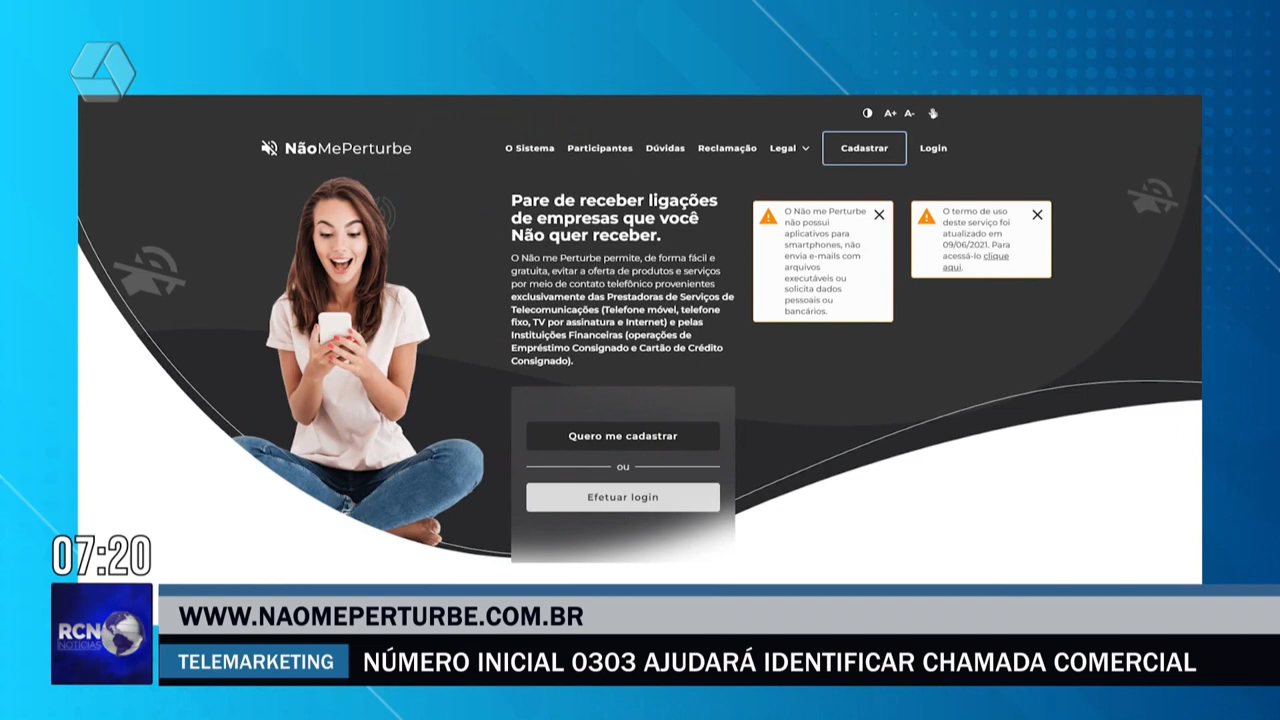 A+ A-
NãoMePerturbe
O Sistema Participantes Dúvidas Reclamação Legal Cadastrar Login
Pare de receber ligações
de empresas que você
Não quer receber.
O Não me Perturbe permite, de forma fácil e
gratuita, evitar a oferta de produtos e serviços
por meio de contato telefônico provenientes
exclusivamente das Prestadoras de Serviços de
Telecomunicações (Telefone móvel, telefone
fixo, TV por assinatura e Internet) e pelas
Instituições Financeiras (operações de
Empréstimo Consignado e Cartão de Crédito
Consignado).
O Não me Perturbe
não possui
aplicativos para
smartphones, não
envia e-mails com
arquivos
executáveis ou
solicita dados
pessoais ou
bancários.
O termo de uso
deste serviço foi
atualizado em
09/06/2021. Para
acessá-lo clique
aqui.
Quero me cadastrar
ou
Efetuar login
07:20
RCN
NOTÍCIAS
WWW.NAOMEPERTURBE.COM.BR
TELEMARKETING
NÚMERO INICIAL 0303 AJUDARÁ IDENTIFICAR CHAMADA COMERCIAL